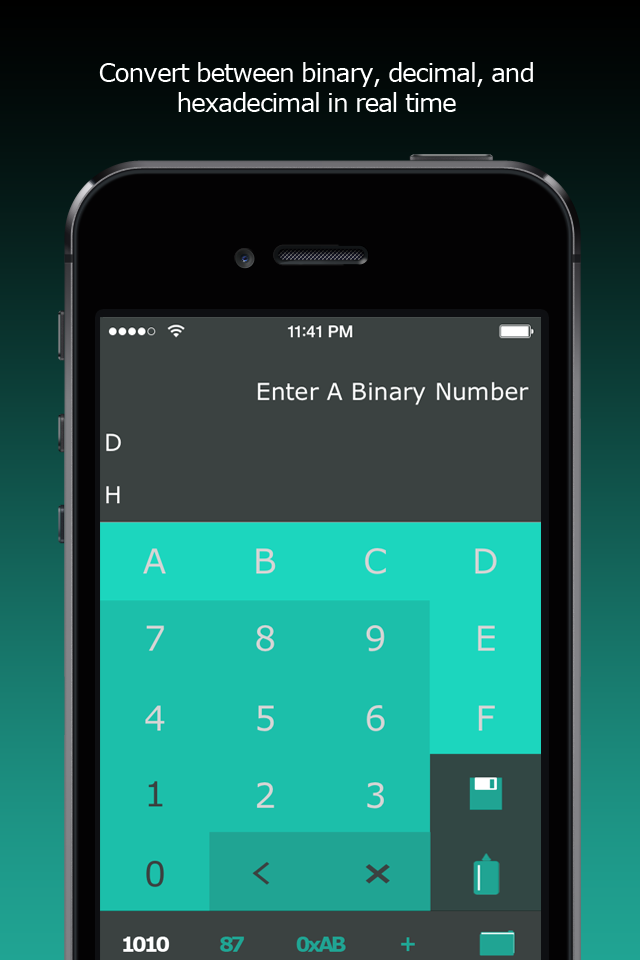 Convert between binary, decimal, and
hexadecimal in real time
11:41 PM
Enter A Binary Number
D
H
A B C D
7 8 9 E
4 5 6 F
1 2 3
0 < ×
1010 87 0xAB +